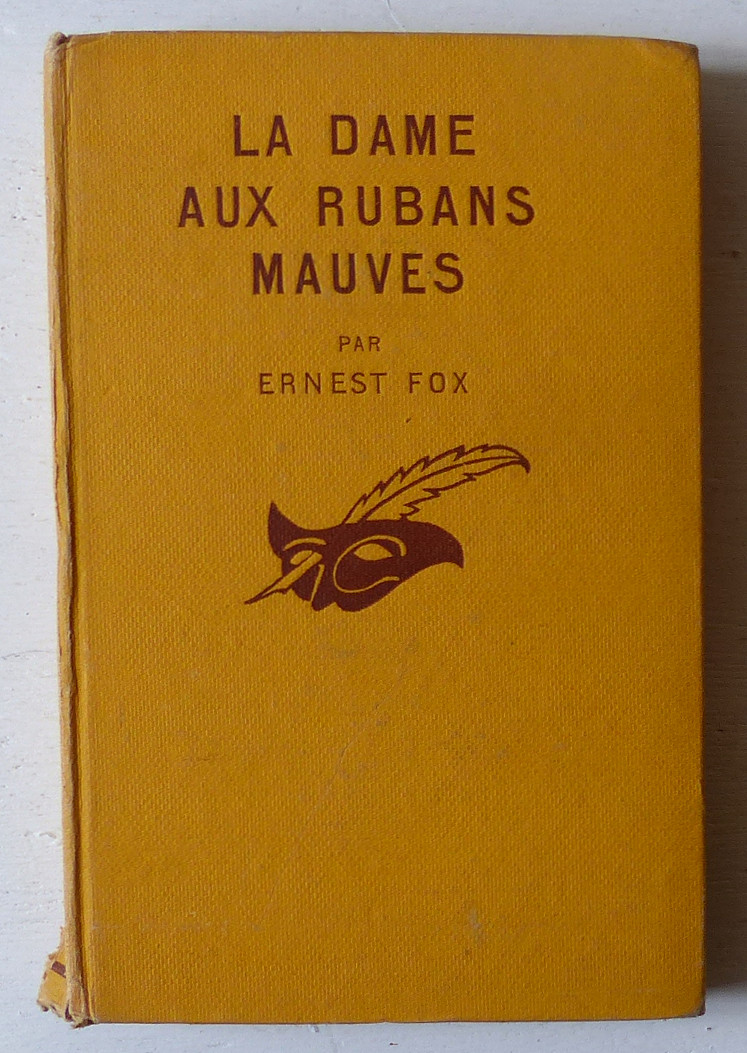 LA DAME
AUX RUBANS
MAUVES
PAR
ERNEST FOX